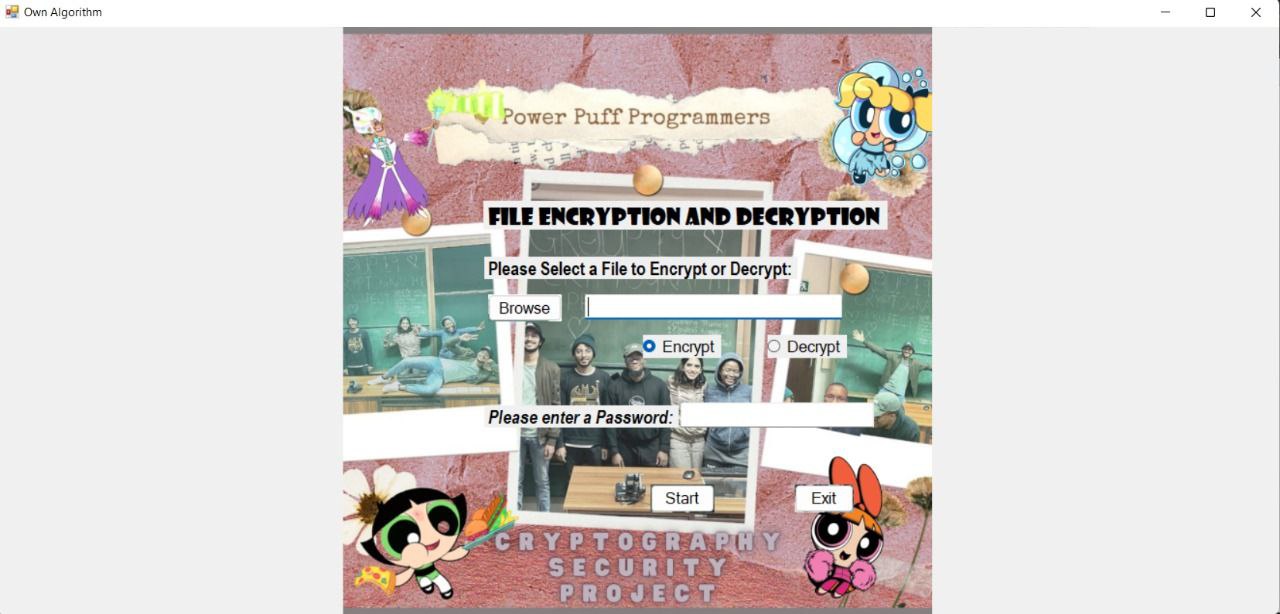 Own Algorithm
Power Puff Programmers
FILE ENCRYPTION AND DECRYPTION
Please Select a File to Encrypt or Decrypt:
Browse
Encrypt
Decrypt
Please enter a Password:
Start
Exit
CRYPTOGRAPHY
SECURITY
PROJECT